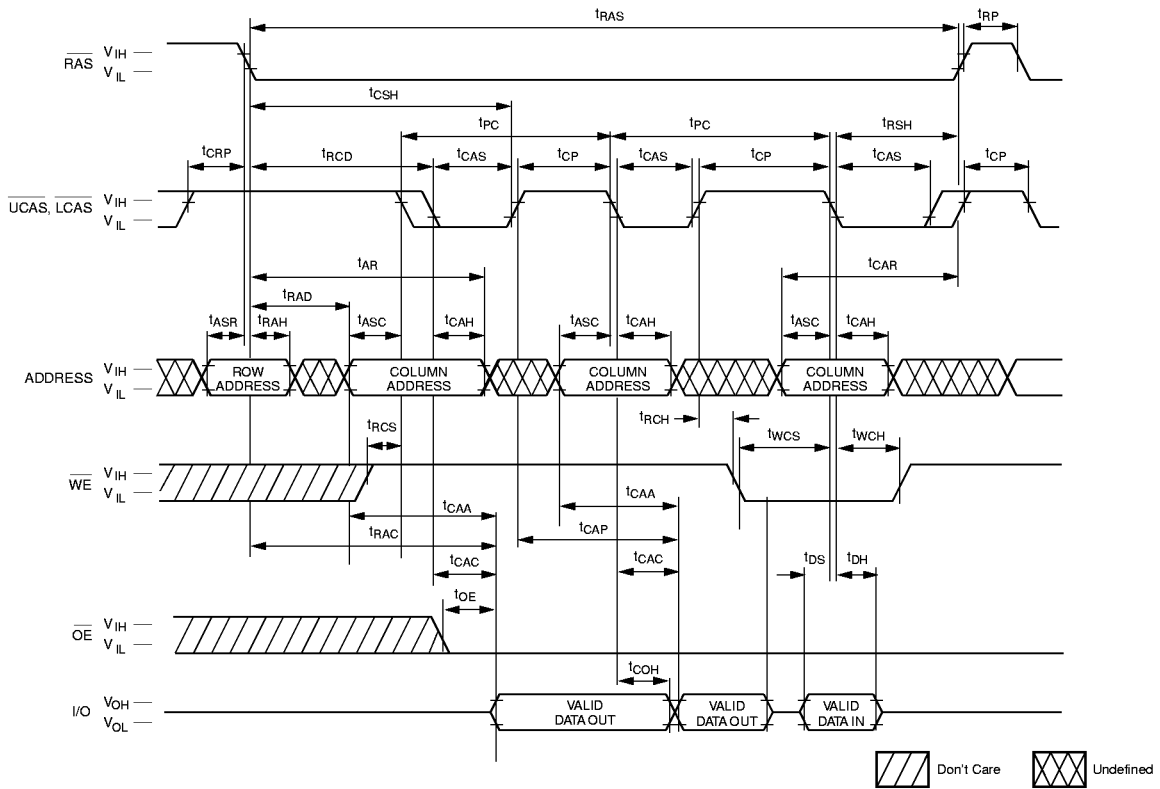 tRAS
tRP
RAS
VIH
VIL
tCSH
tPC
tPC
tRSH
tCRP
tRCD
tCAS
tCP
tCAS
tCP
tCAS
tCP
UCAS, LCAS
VIH
VIL
tAR
tCAR
tRAD
tASR
tRAH
tASC
tCAH
tASC
tCAH
tASC
tCAH
ADDRESS
VIH
VIL
ROW ADDRESS
COLUMN ADDRESS
COLUMN ADDRESS
COLUMN ADDRESS
tRCH
tRCS
tWCS
tWCH
WE
VIH
VIL
tCAA
tCAA
tRAC
tCAP
tCAC
tCAC
tDS
tDH
tOE
OE
VIH
VIL
tCOH
I/O
VOH
VOL
VALID DATA OUT
VALID DATA OUT
VALID DATA IN
Don't Care
Undefined